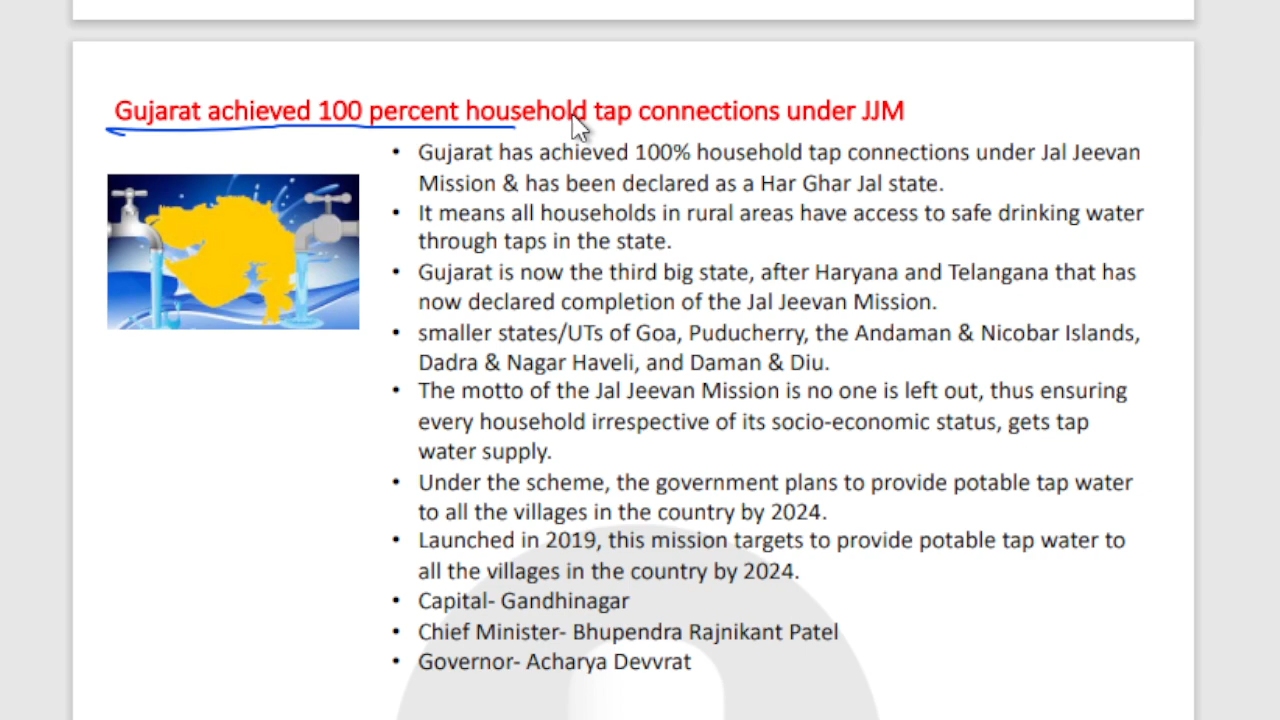 Gujarat achieved 100 percent household tap connections under JJM
• Gujarat has achieved 100% household tap connections under Jal Jeevan
Mission & has been declared as a Har Ghar Jal state.
• It means all households in rural areas have access to safe drinking water
through taps in the state.
• Gujarat is now the third big state, after Haryana and Telangana that has
now declared completion of the Jal Jeevan Mission.
• smaller states/UTs of Goa, Puducherry, the Andaman & Nicobar Islands,
Dadra & Nagar Haveli, and Daman & Diu.
• The motto of the Jal Jeevan Mission is no one is left out, thus ensuring
every household irrespective of its socio-economic status, gets tap
water supply.
• Under the scheme, the government plans to provide potable tap water
to all the villages in the country by 2024.
• Launched in 2019, this mission targets to provide potable tap water to
all the villages in the country by 2024.
• Capital- Gandhinagar
• Chief Minister- Bhupendra Rajnikant Patel
• Governor- Acharya Devvrat